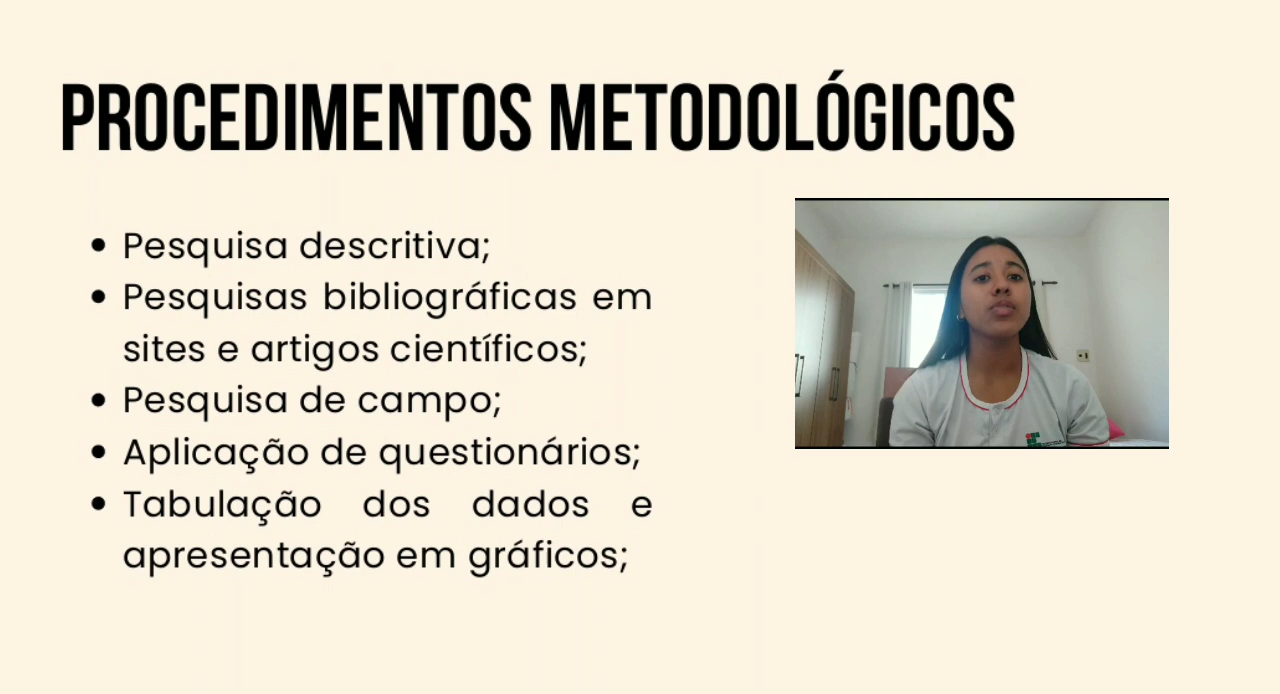 PROCEDIMENTOS METODOLÓGICOS
• Pesquisa descritiva;
• Pesquisas bibliográficas em
sites e artigos científicos;
• Pesquisa de campo;
• Aplicação de questionários;
• Tabulação dos dados e
apresentação em gráficos;